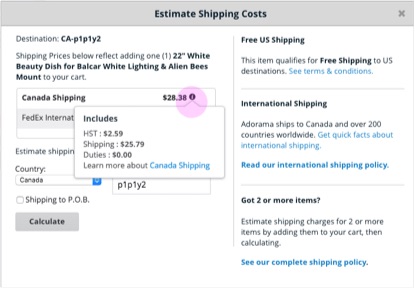 Estimate Shipping Costs
Destination: CA-p1p1y2
Shipping Prices below reflect adding one (1) 22" White
Beauty Dish for Balcar White Lighting & Alien Bees
Mount to your cart.
Canada Shipping $28.38
FedEx Internat
Includes
HST : $2.59
Shipping : $25.79
Duties : $0.00
Learn more about Canada Shipping
Estimate shippin
Country:
Canada
p1p1y2
Shipping to P.O.B.
Calculate
Free US Shipping
This item qualifies for Free Shipping to US
destinations. See terms & conditions.
International Shipping
Adorama ships to Canada and over 200
countries worldwide. Get quick facts about
international shipping.
Read our international shipping policy.
Got 2 or more items?
Estimate shipping charges for 2 or more
items by adding them to your cart, then
calculating.
See our complete shipping policy.